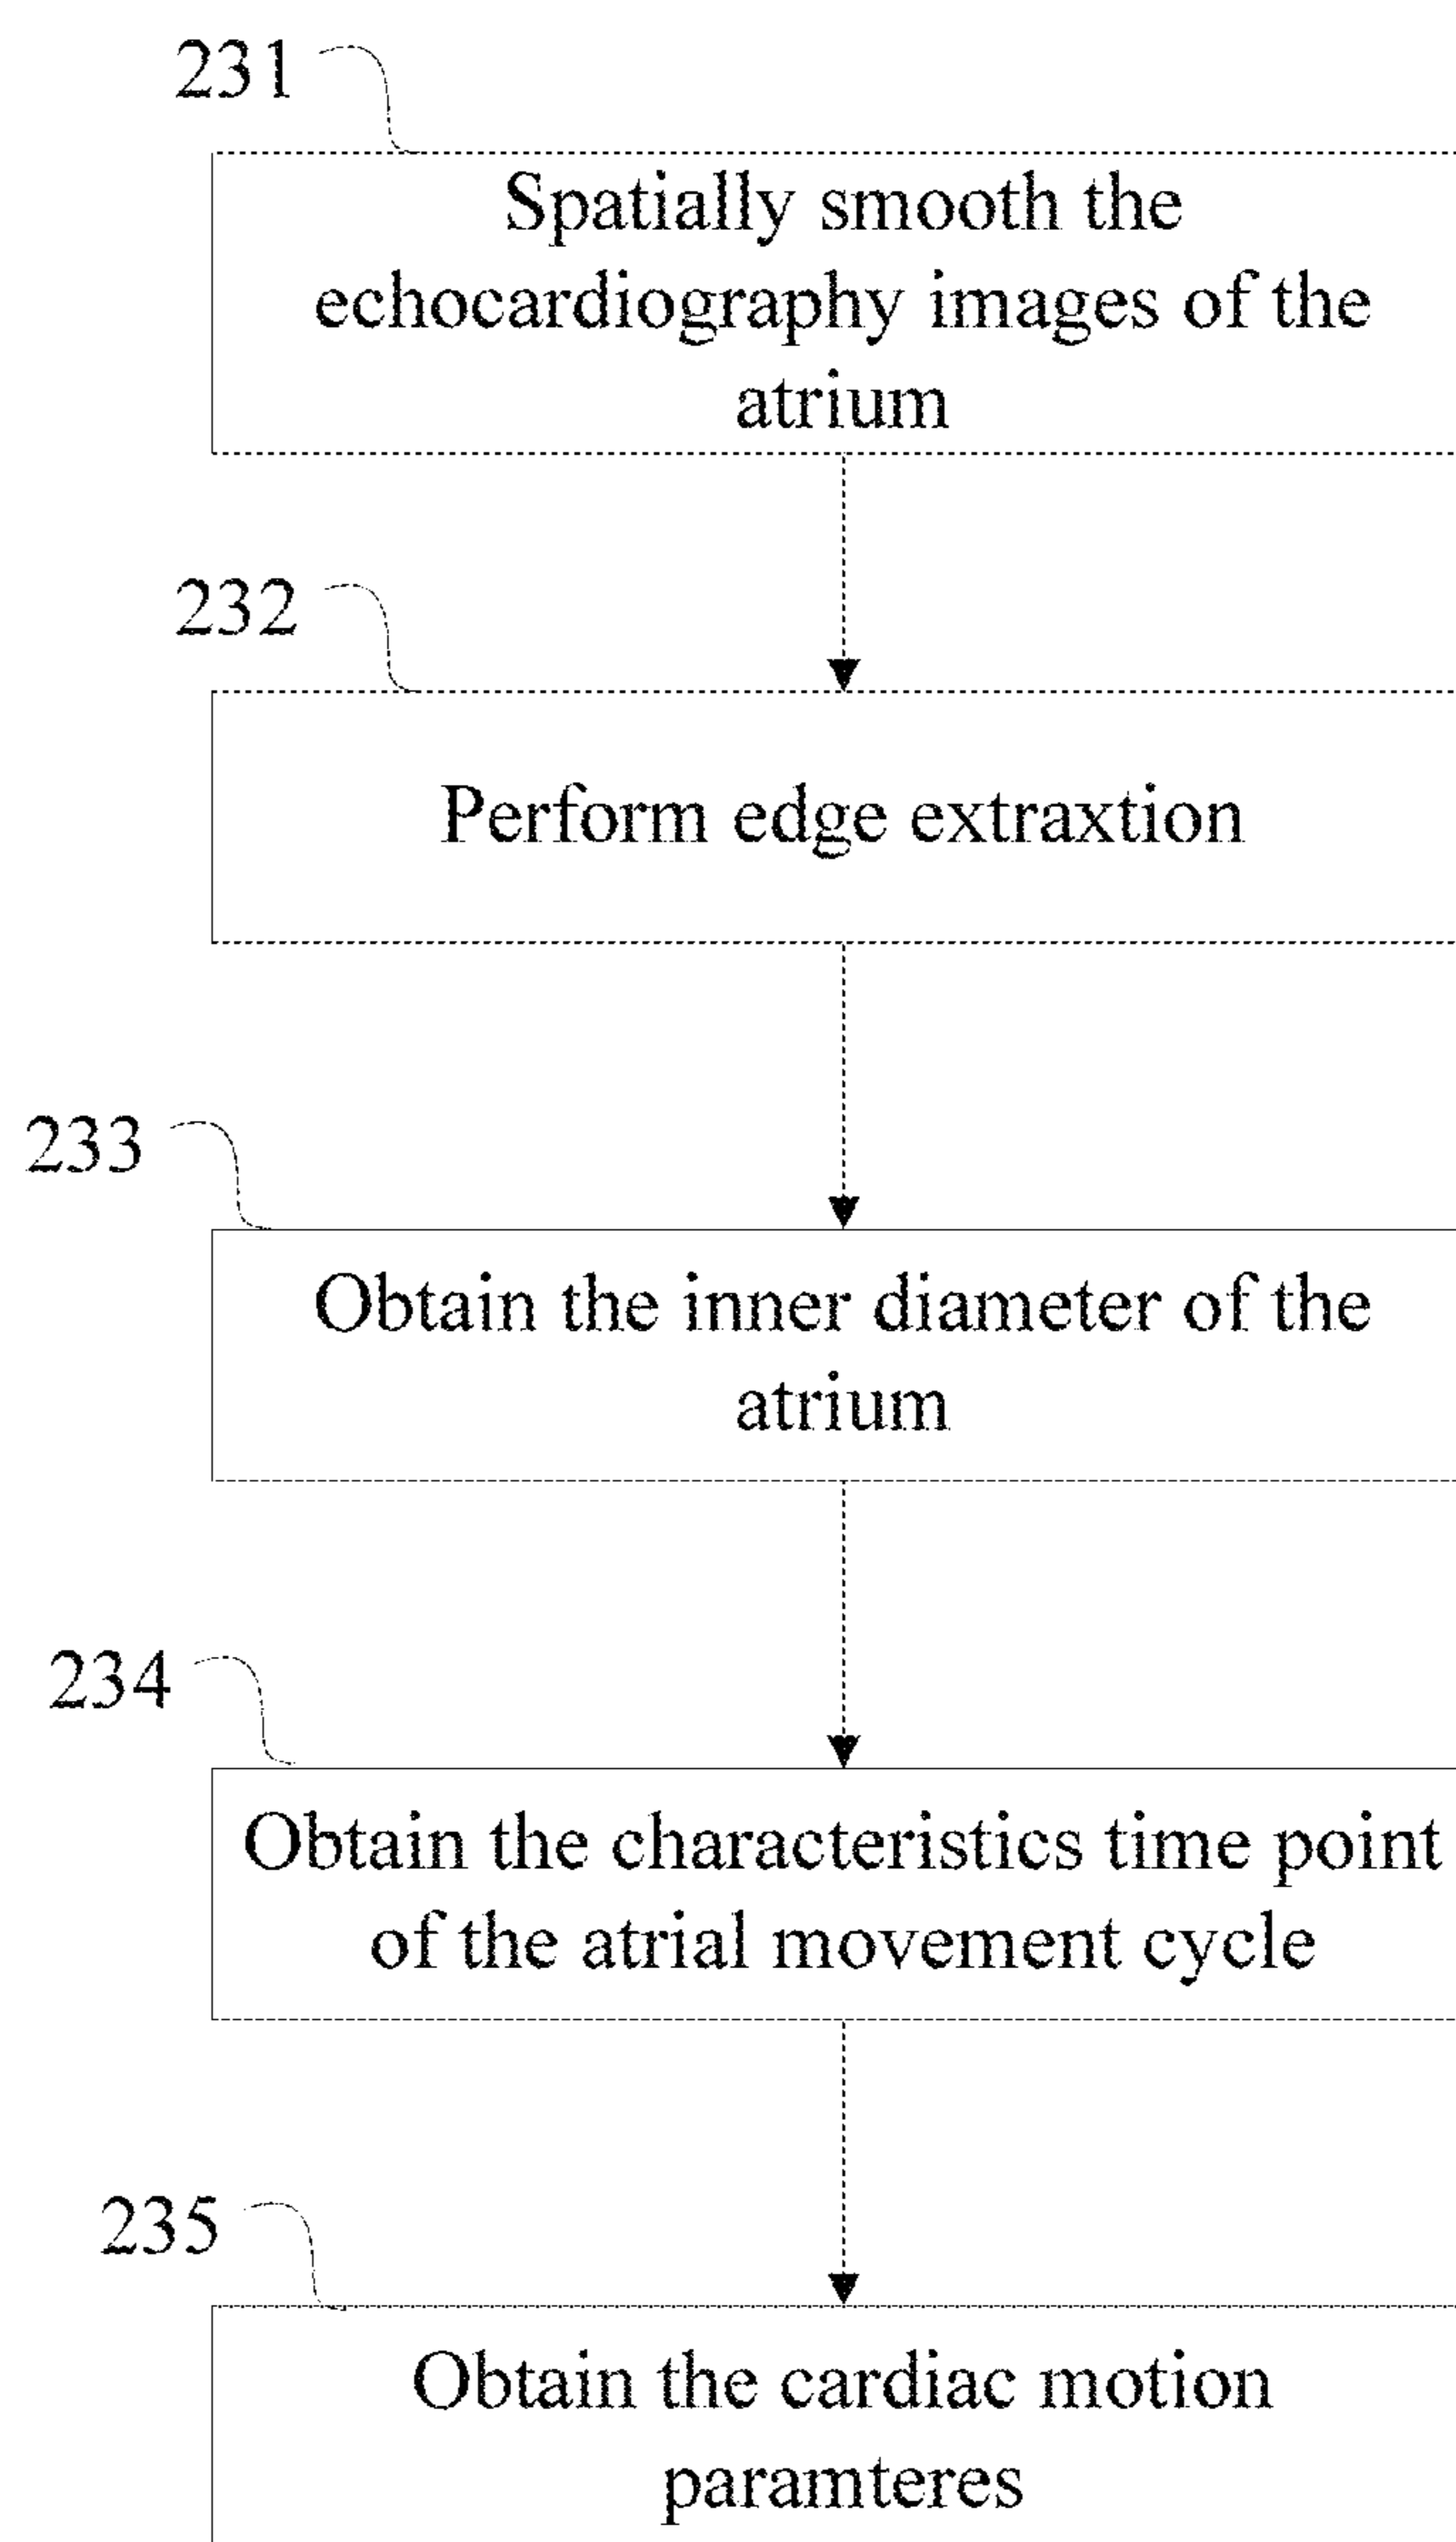 231
Spatially smooth the
echocardiography images of the
atrium
232
Perform edge extraxtion
233
Obtain the inner diameter of the
atrium
234
Obtain the characteristics time point
of the atrial movement cycle
235
Obtain the cardiac motion
paramteres